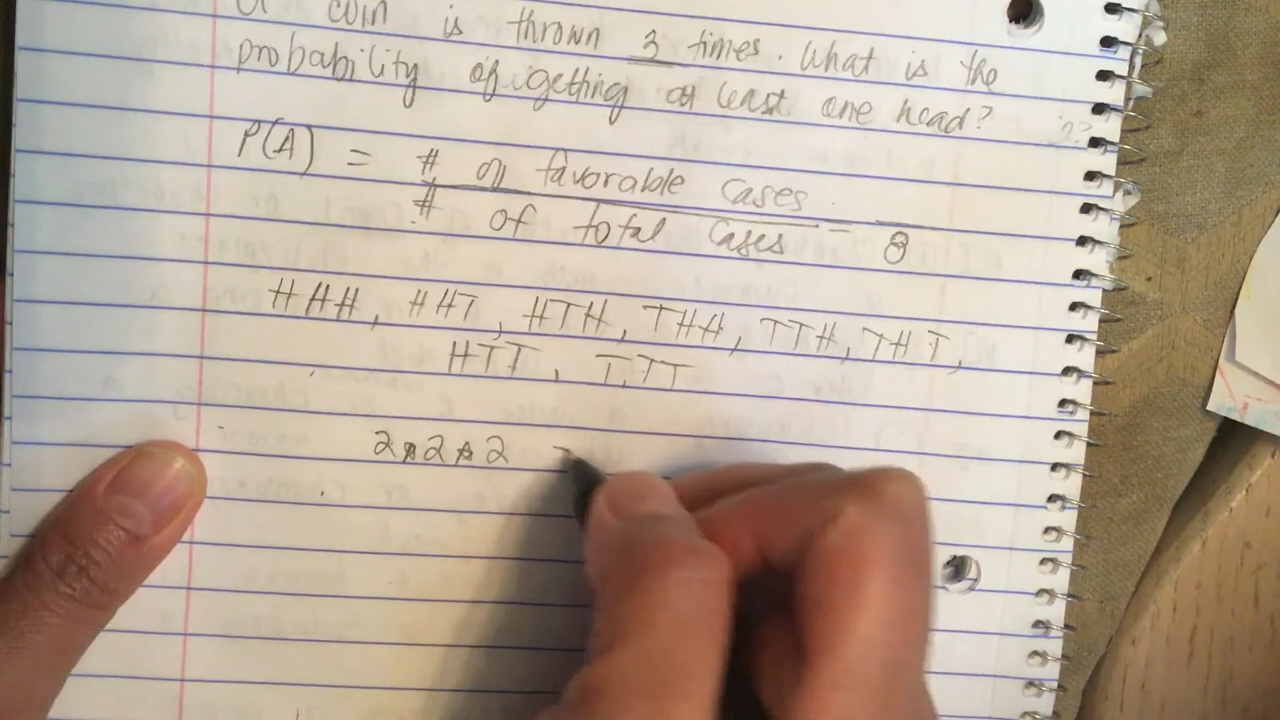 a coin is thrown 3 times. What is the
probability of getting at least one head?
P(A) = # of favorable cases
# of total cases = 8
HHH, HHT, HTH, THH, TTH, THT,
HTT, TTT
2*2*2